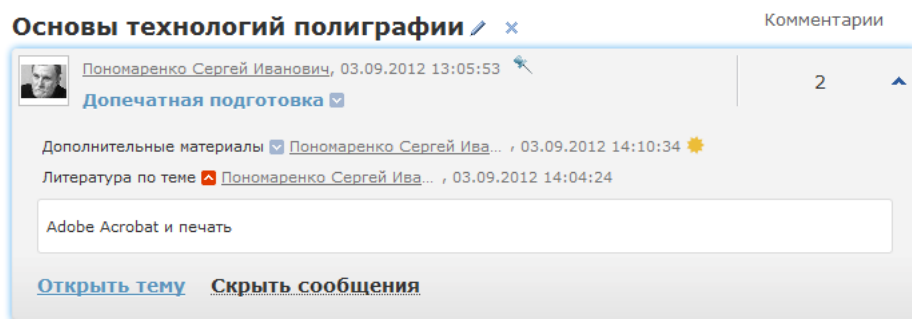 Основы технологий полиграфии
Комментарии
Пономаренко Сергей Иванович, 03.09.2012 13:05:53
2
Допечатная подготовка
Дополнительные материалы Пономаренко Сергей Ива... , 03.09.2012 14:10:34
Литература по теме Пономаренко Сергей Ива... , 03.09.2012 14:04:24
Adobe Acrobat и печать
Открыть тему Скрыть сообщения